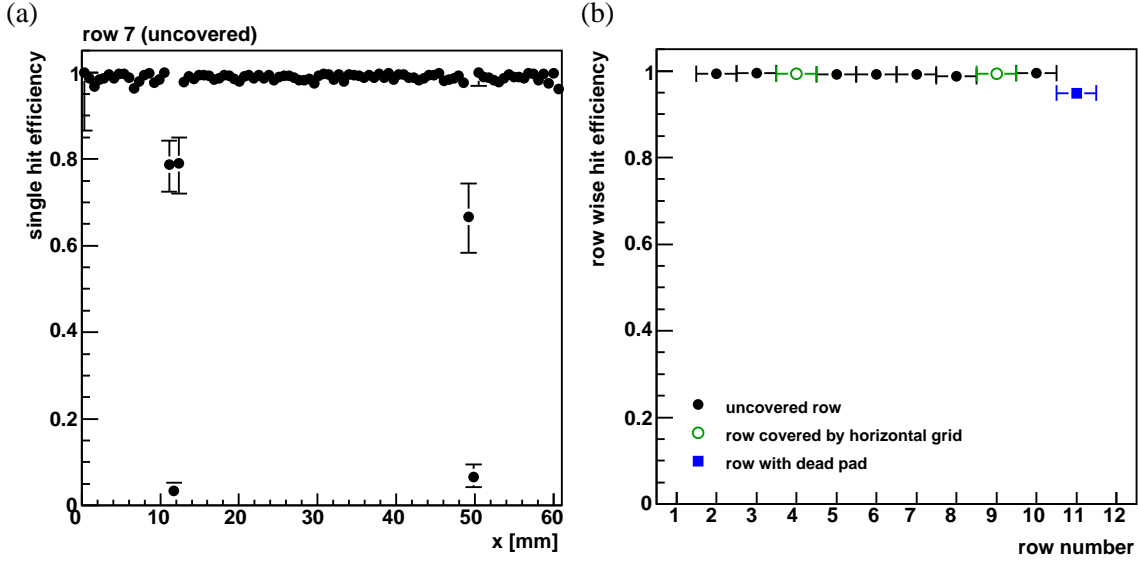 (a)
row 7 (uncovered)
single hit efficiency
1
0.8
0.6
0.4
0.2
0
0 10 20 30 40 50 60
x [mm]
(b)
row wise hit efficiency
1
0.8
0.6
0.4
0.2
0
uncovered row
row covered by horizontal grid
row with dead pad
1 2 3 4 5 6 7 8 9 10 11 12
row number